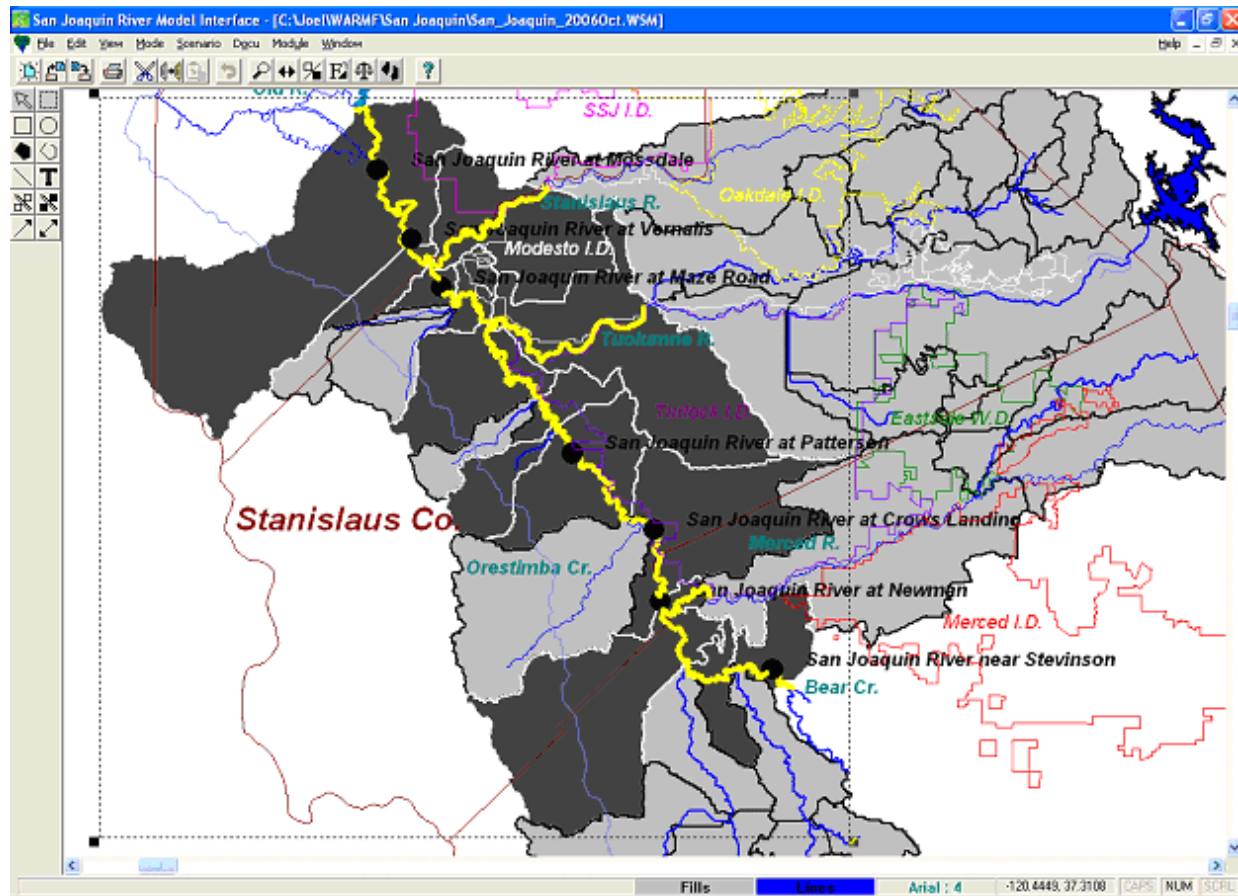 San Joaquin River Model Interface - [C:\Joel\WARMF\San Joaquin\San_Joaquin_2006Oct.WSM]
File Edit View Mode Scenario Document Module Window Help
Old R.
SSJ I.D.
San Joaquin River at Mossdale
Oakdale I.D.
Stanislaus R.
San Joaquin River at Vernalis
Modesto I.D.
San Joaquin River at Maze Road
Tuolumne R.
Turlock I.D.
Eastside W.D.
San Joaquin River at Patterson
Stanislaus Co.
San Joaquin River at Crows Landing
Merced R.
Orestimba Cr.
San Joaquin River at Newman
Merced I.D.
San Joaquin River near Stevinson
Bear Cr.
Fills Lines Arial : 4 -120.4449, 37.3108 CAPS NUM SCRL